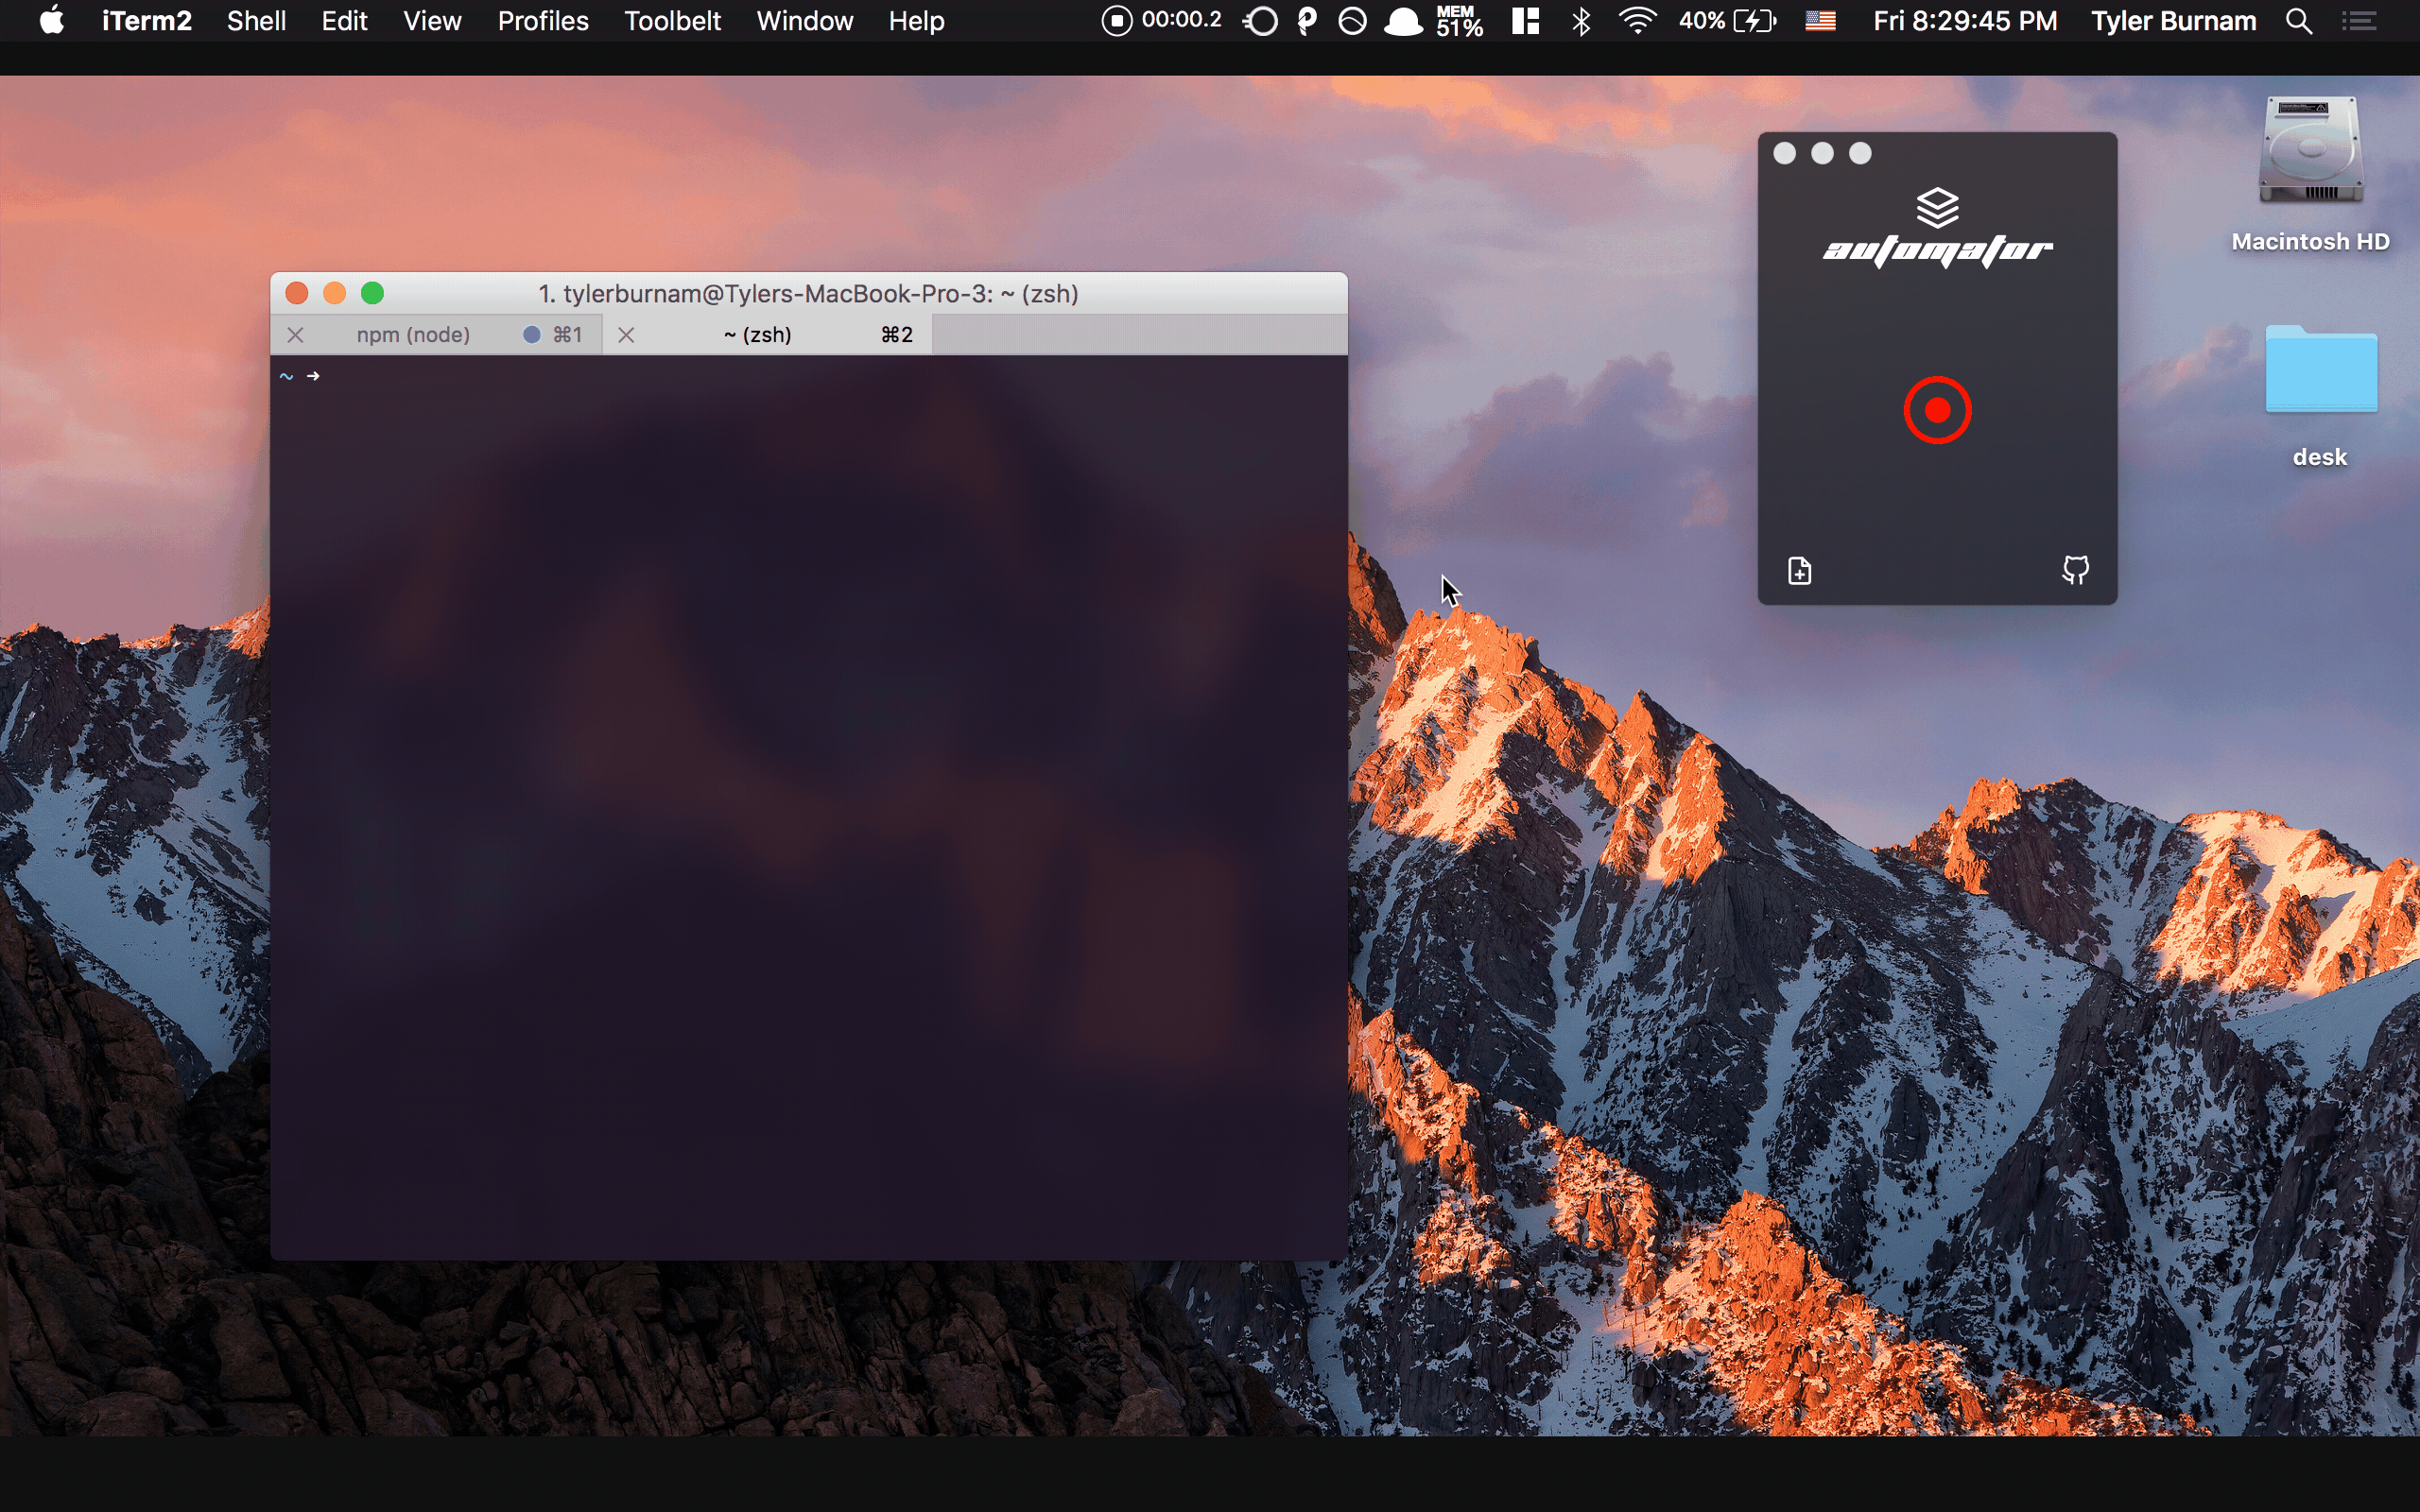 iTerm2 Shell Edit View Profiles Toolbelt Window Help 00:00.2 MEM 51% 40% Fri 8:29:45 PM Tyler Burnam
automator
Macintosh HD
desk
1. tylerburnam@Tylers-MacBook-Pro-3: ~ (zsh)
npm (node) ⌘1 ~ (zsh) ⌘2
~ ➜